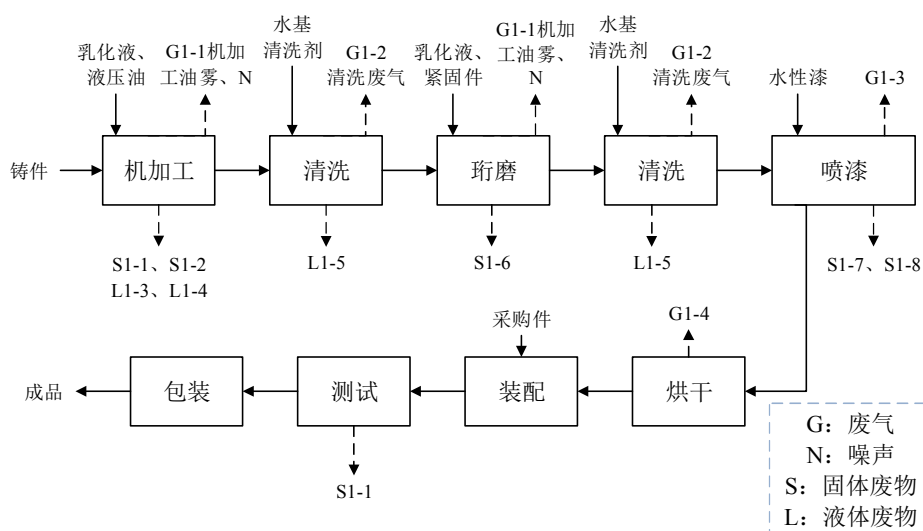 乳化液、
液压油
G1-1机加
工油雾、N
水基
清洗剂
G1-2
清洗废气
乳化液、
紧固件
G1-1机加
工油雾、
N
水基
清洗剂
G1-2
清洗废气
水性漆
G1-3
铸件
机加工
清洗
珩磨
清洗
喷漆
S1-1、S1-2
L1-3、L1-4
L1-5
S1-6
L1-5
S1-7、S1-8
采购件
G1-4
成品
包装
测试
装配
烘干
S1-1
G：废气
N：噪声
S：固体废物
L：液体废物